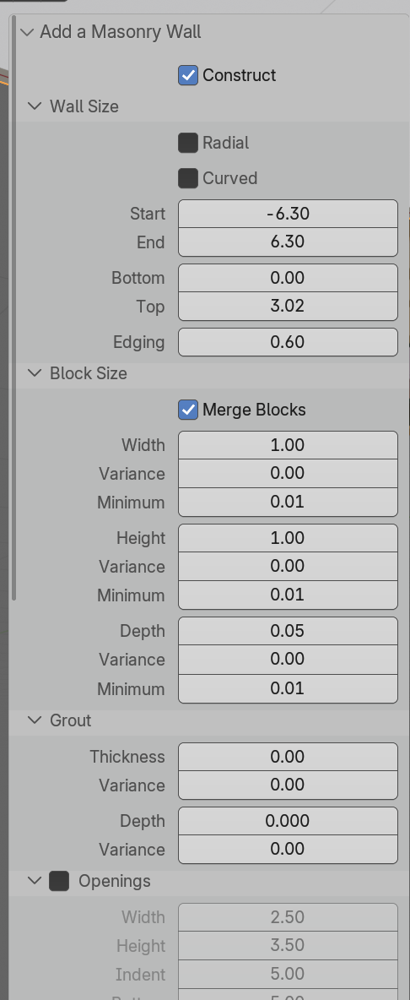 Add a Masonry Wall
Construct
Wall Size
Radial
Curved
Start -6.30
End 6.30
Bottom 0.00
Top 3.02
Edging 0.60
Block Size
Merge Blocks
Width 1.00
Variance 0.00
Minimum 0.01
Height 1.00
Variance 0.00
Minimum 0.01
Depth 0.05
Variance 0.00
Minimum 0.01
Grout
Thickness 0.00
Variance 0.00
Depth 0.000
Variance 0.00
Openings
Width 2.50
Height 3.50
Indent 5.00